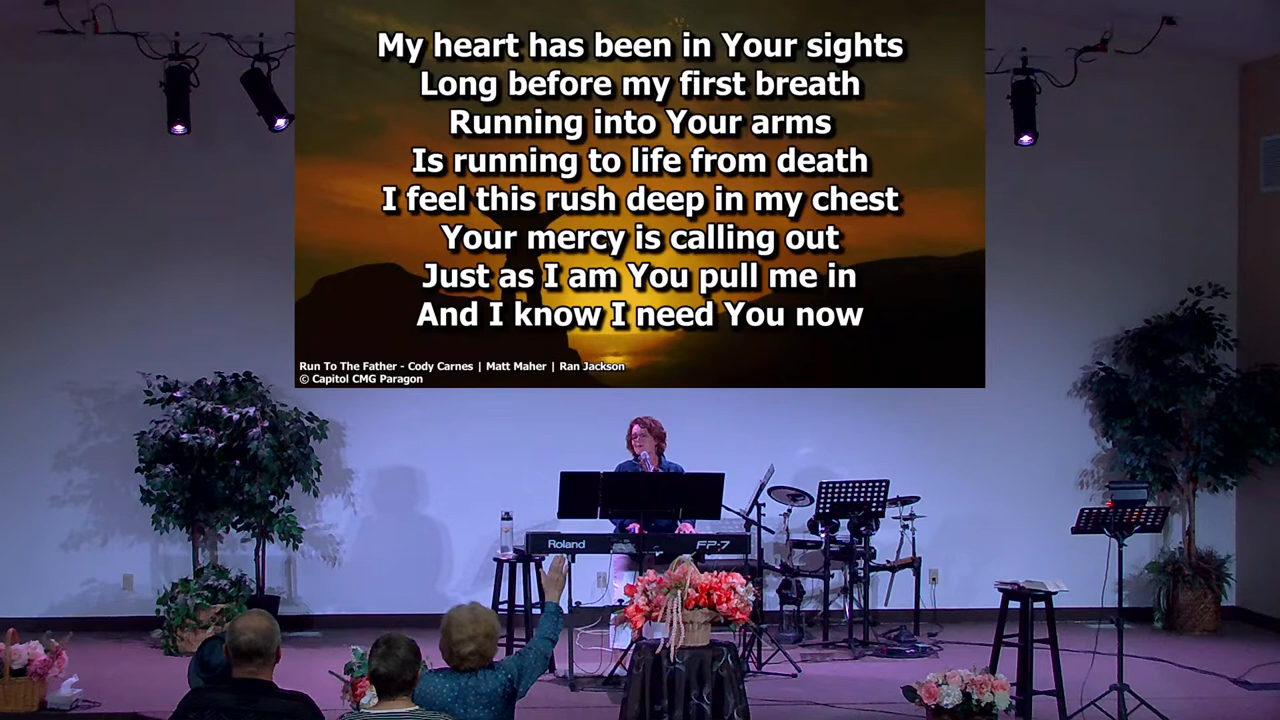 My heart has been in Your sights
Long before my first breath
Running into Your arms
Is running to life from death
I feel this rush deep in my chest
Your mercy is calling out
Just as I am You pull me in
And I know I need You now
Run To The Father - Cody Carnes | Matt Maher | Ran Jackson
© Capitol CMG Paragon
Roland FP-7